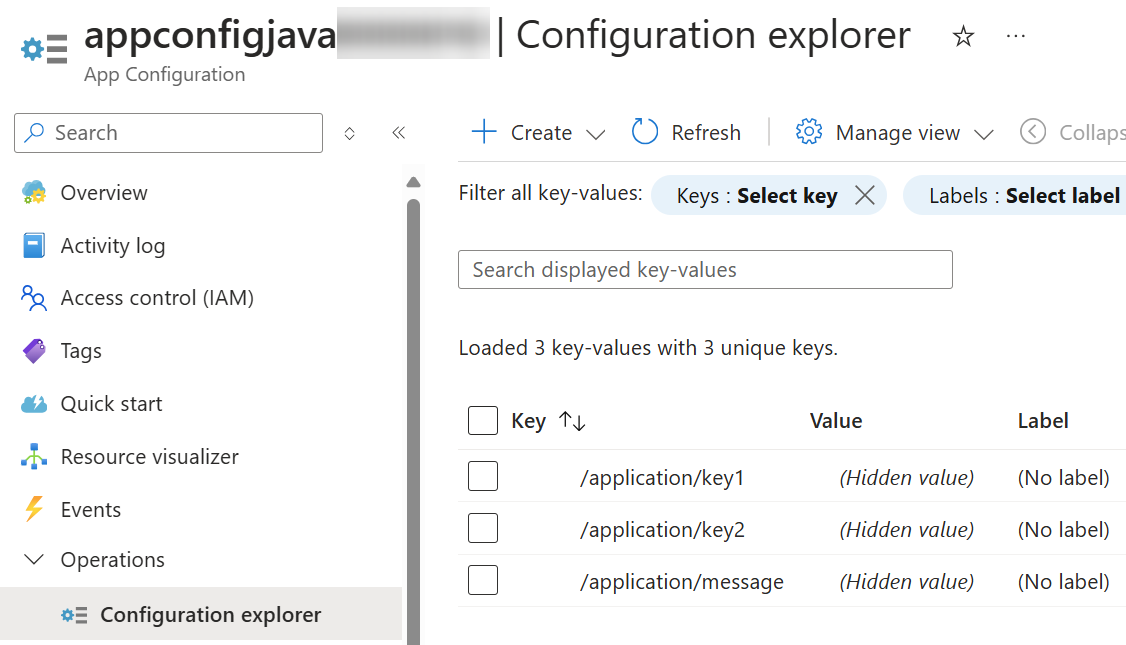 appconfigjava | Configuration explorer
App Configuration
Search
Overview
Activity log
Access control (IAM)
Tags
Quick start
Resource visualizer
Events
Operations
Configuration explorer
Create Refresh Manage view Collaps
Filter all key-values: Keys : Select key Labels : Select label
Search displayed key-values
Loaded 3 key-values with 3 unique keys.
Key Value Label
/application/key1 (Hidden value) (No label)
/application/key2 (Hidden value) (No label)
/application/message (Hidden value) (No label)